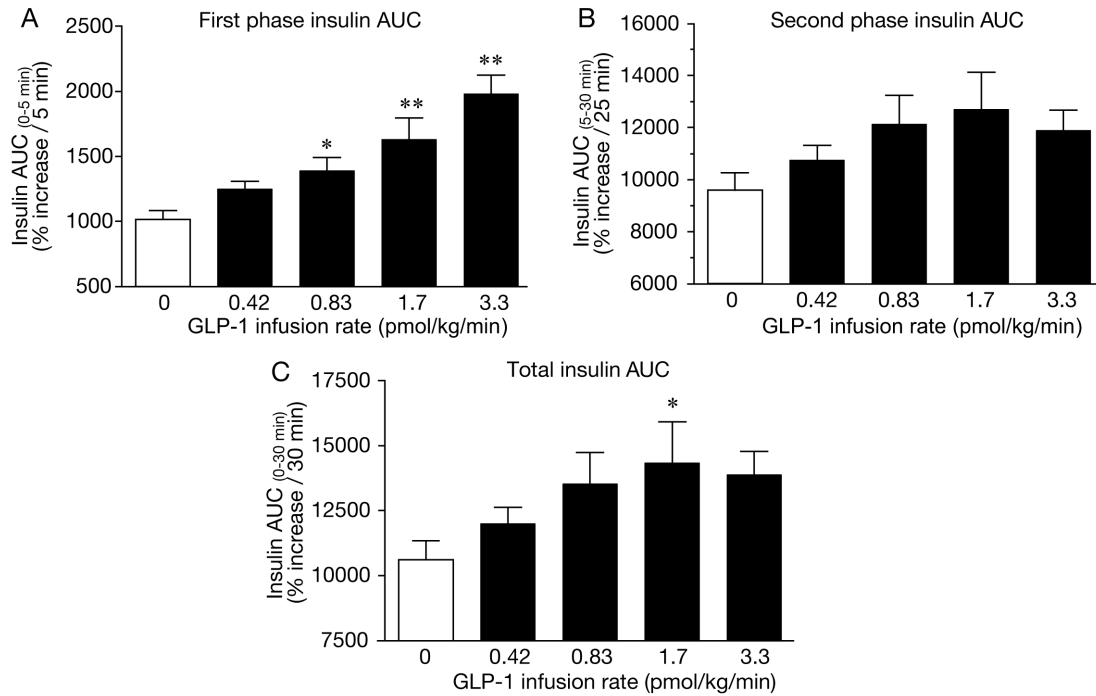 A
First phase insulin AUC
Insulin AUC (0-5 min)
(% increase / 5 min)
2500
2000
1500
1000
500
*
**
**
0 0.42 0.83 1.7 3.3
GLP-1 infusion rate (pmol/kg/min)
B
Second phase insulin AUC
Insulin AUC (5-30 min)
(% increase / 25 min)
16000
14000
12000
10000
8000
6000
0 0.42 0.83 1.7 3.3
GLP-1 infusion rate (pmol/kg/min)
C
Total insulin AUC
Insulin AUC (0-30 min)
(% increase / 30 min)
17500
15000
12500
10000
7500
*
0 0.42 0.83 1.7 3.3
GLP-1 infusion rate (pmol/kg/min)